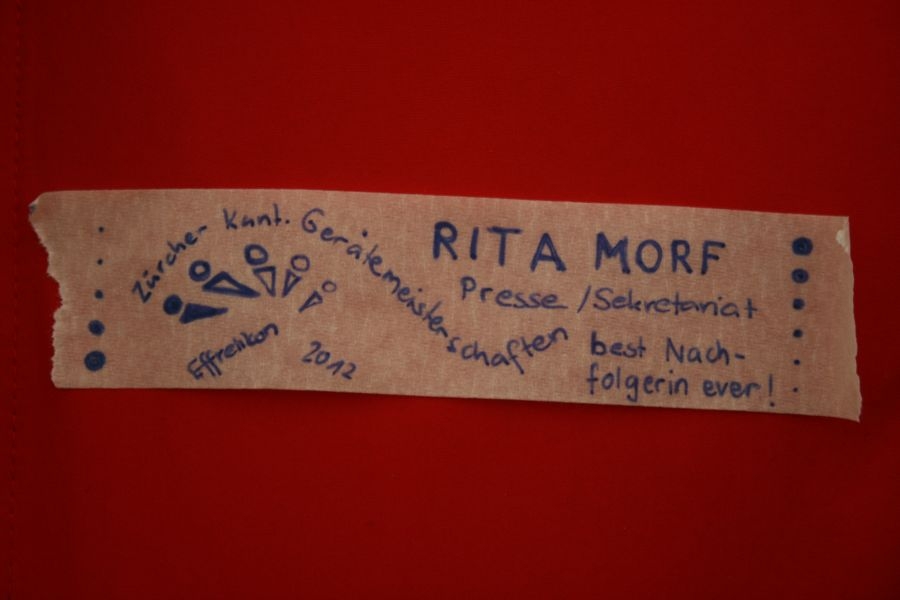 Zürcher Kant. Gerätemeisterschaften
Effretikon 2012
RITA MORF
Presse/Sekretariat
best Nach-
folgerin ever!